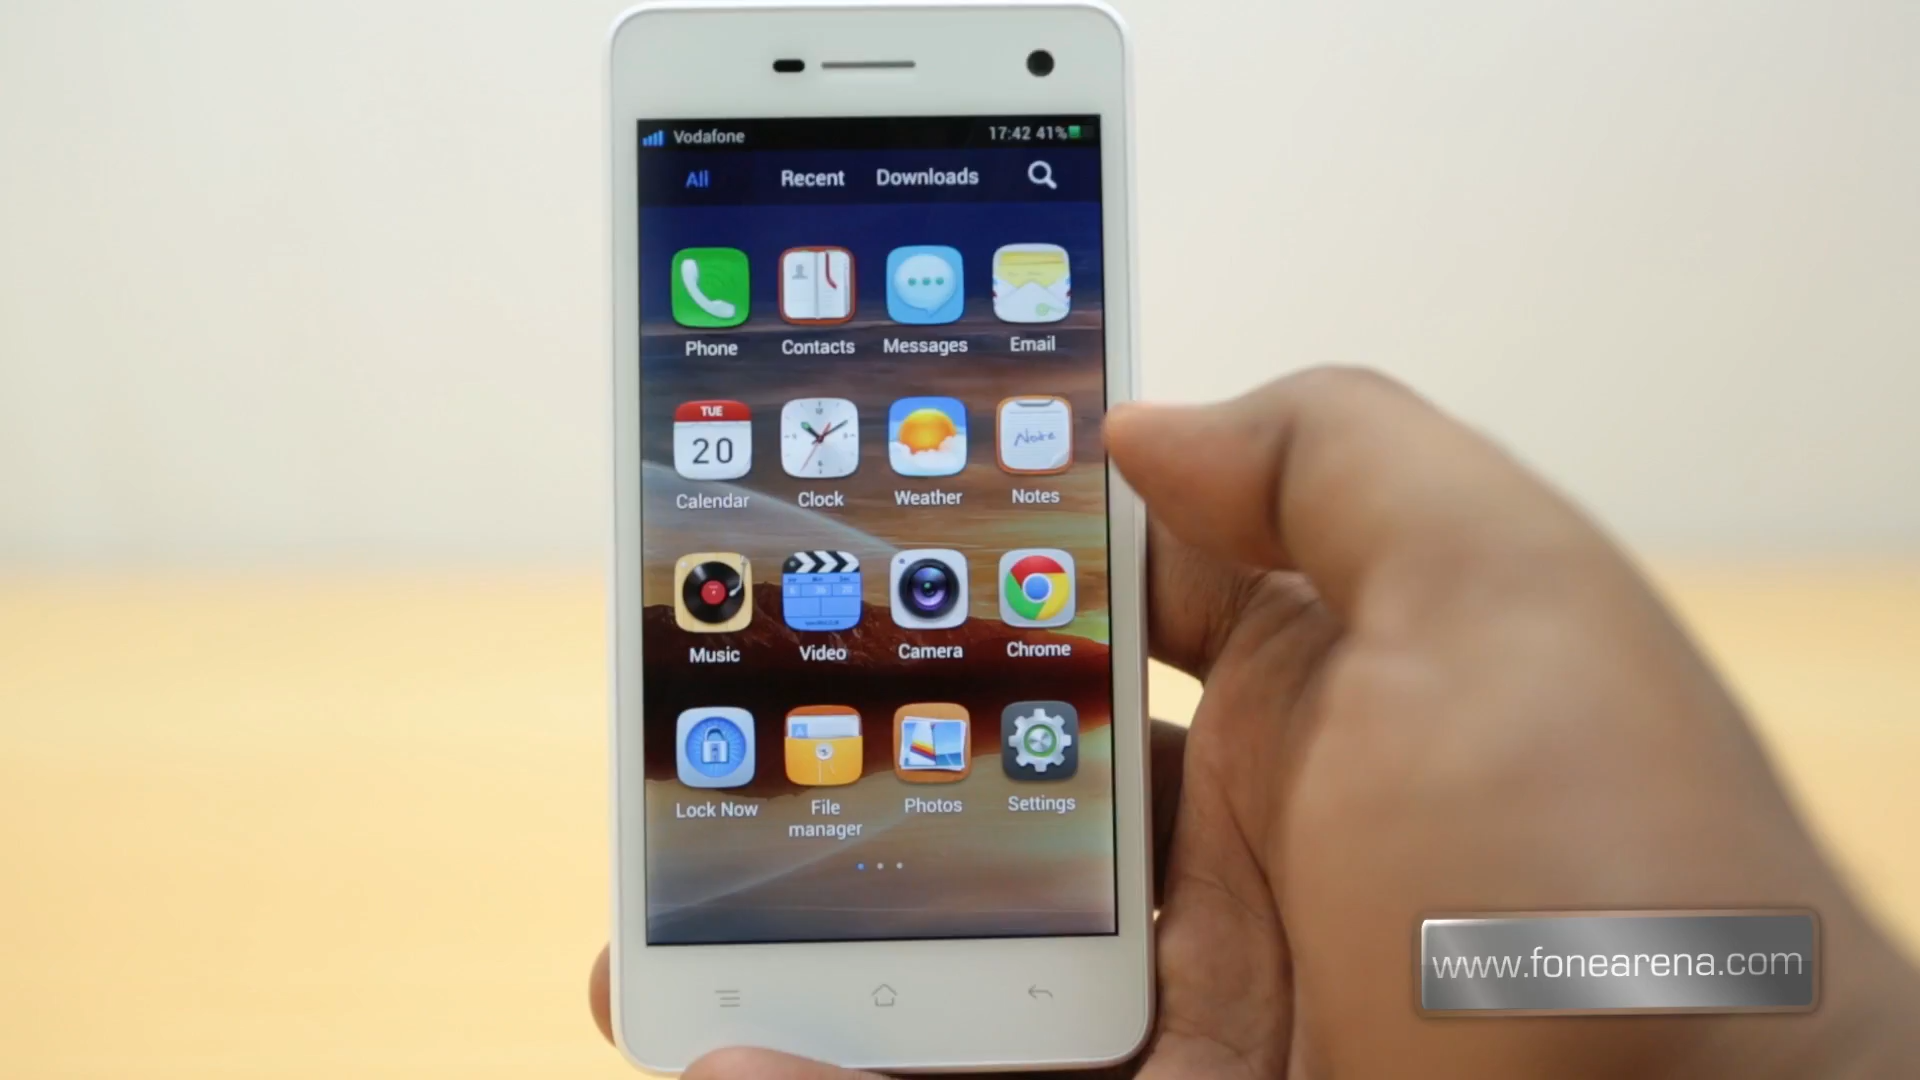 Vodafone 17:42 41%
All Recent Downloads
Phone Contacts Messages Email
TUE
20
Note
Calendar Clock Weather Notes
Music Video Camera Chrome
Lock Now File manager Photos Settings
www.fonearena.com